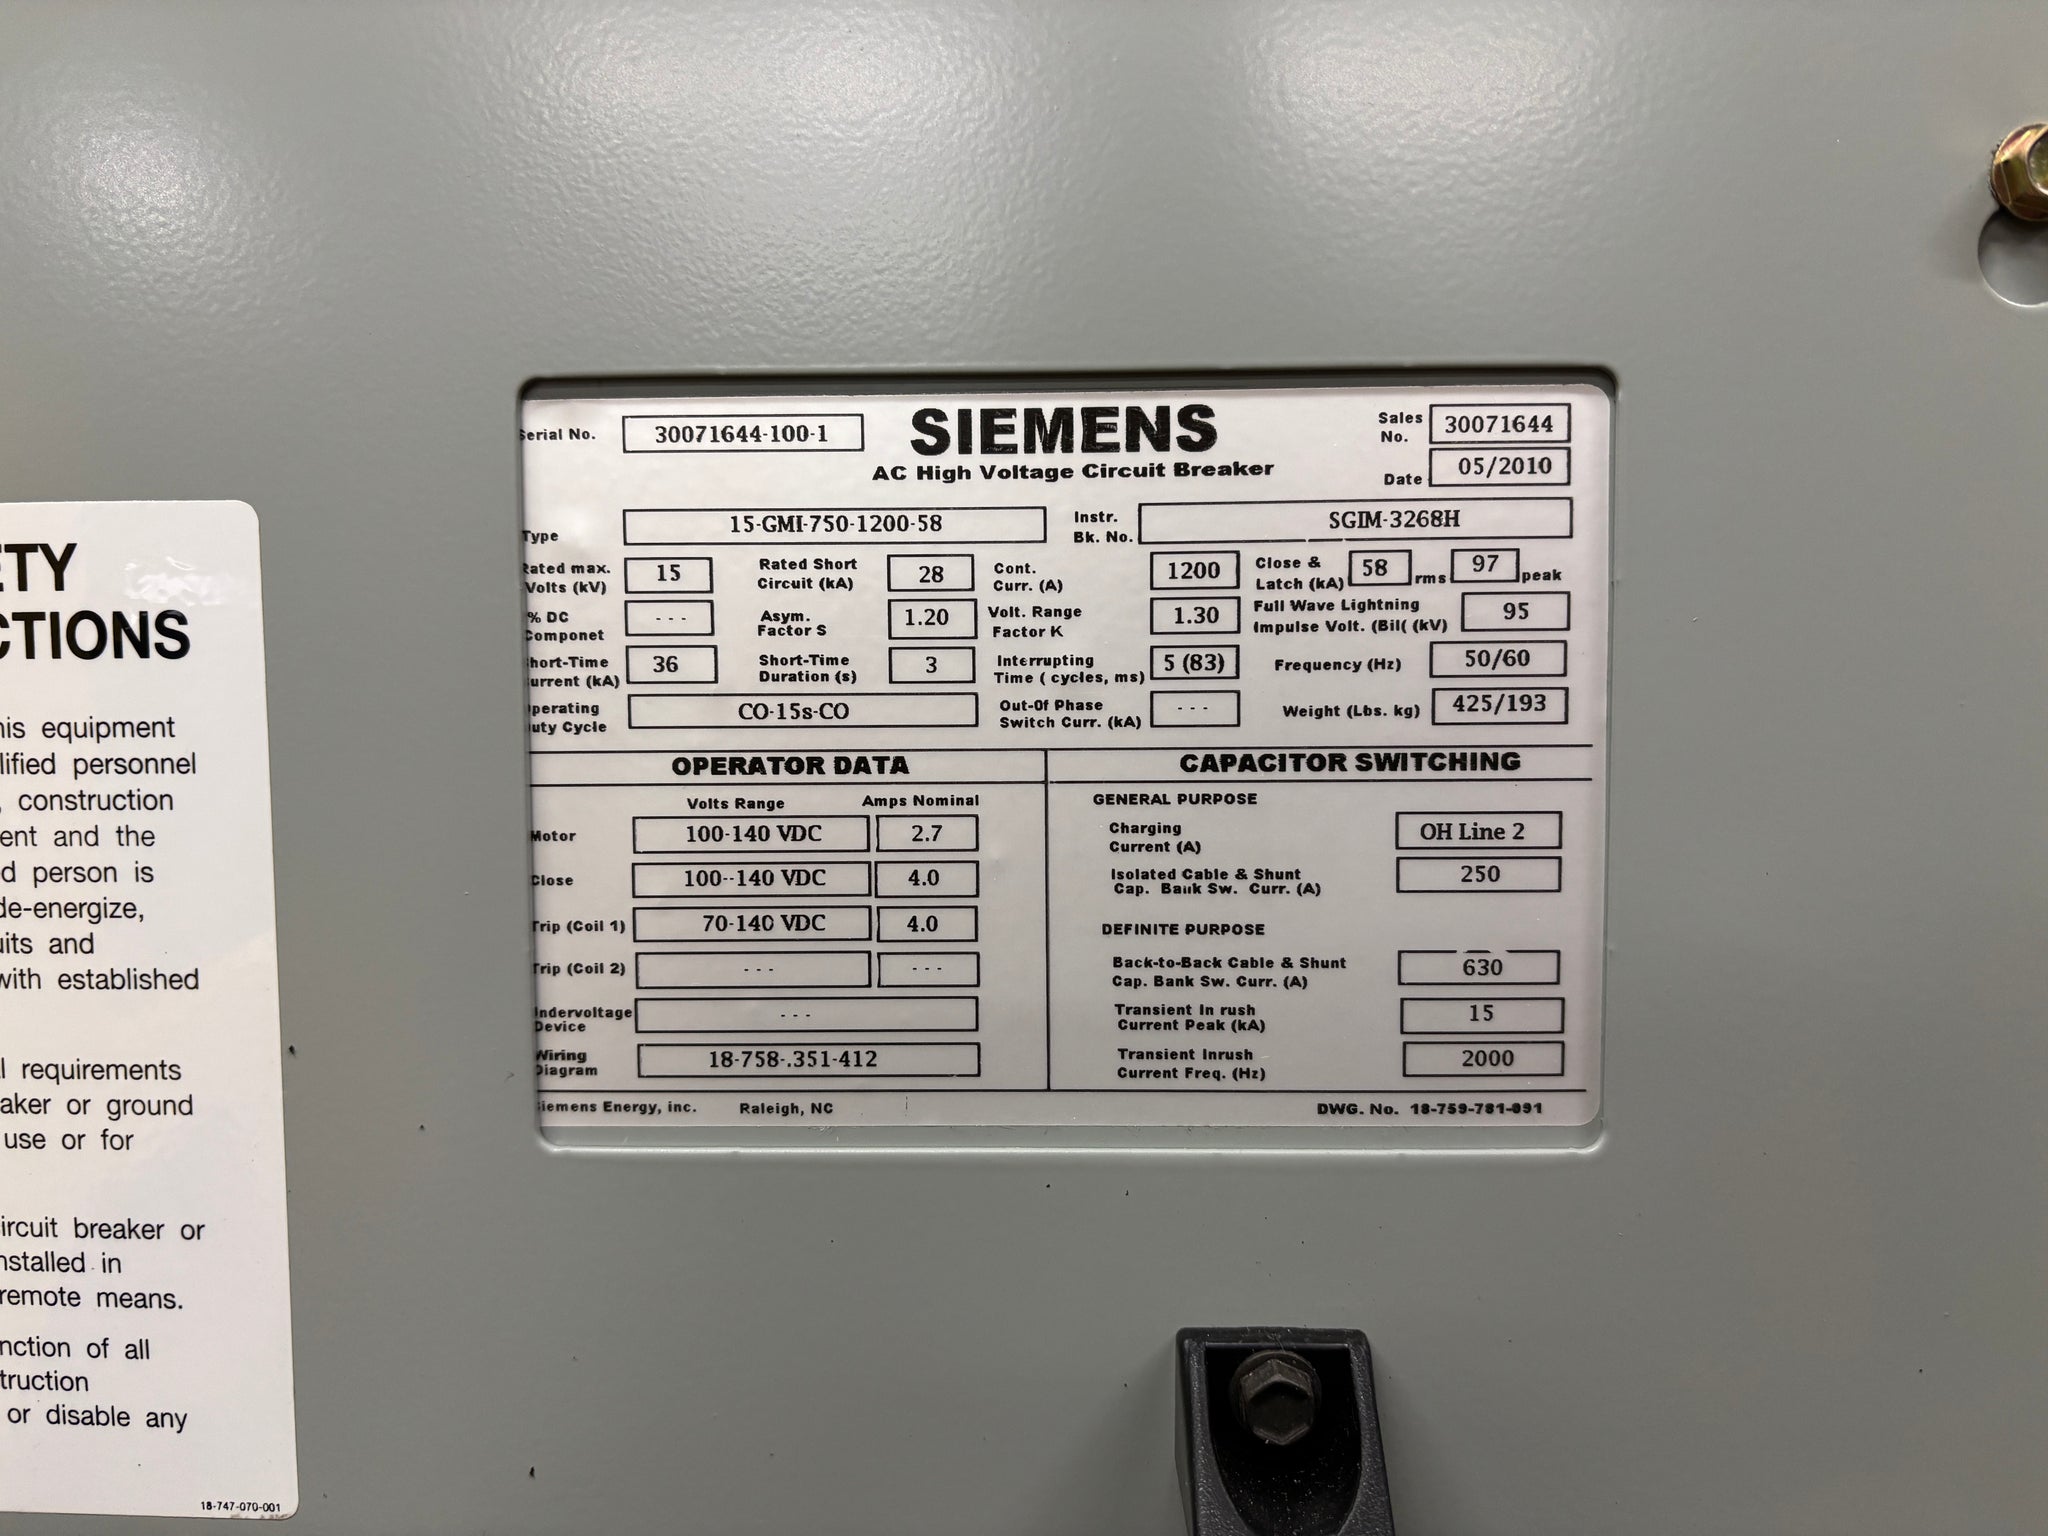 Serial No. 30071644-100-1
SIEMENS
AC High Voltage Circuit Breaker
Sales No. 30071644
Date 05/2010
Type 15-GMI-750-1200-58
Instr. Bk. No. SGIM-3268H
Rated max. Volts (kV) 15
Rated Short Circuit (kA) 28
Cont. Curr. (A) 1200
Close & Latch (kA) 58 rms 97 peak
% DC Componet ---
Asym. Factor S 1.20
Volt. Range Factor K 1.30
Full Wave Lightning Impulse Volt. (Bil( (kV) 95
Short-Time Current (kA) 36
Short-Time Duration (s) 3
Interrupting Time ( cycles, ms) 5 (83)
Frequency (Hz) 50/60
Operating Duty Cycle CO-15s-CO
Out-Of Phase Switch Curr. (kA) ---
Weight (Lbs. kg) 425/193
OPERATOR DATA
Volts Range Amps Nominal
Motor 100-140 VDC 2.7
Close 100--140 VDC 4.0
Trip (Coil 1) 70-140 VDC 4.0
Trip (Coil 2) --- ---
Undervoltage Device ---
Wiring Diagram 18-758-.351-412
CAPACITOR SWITCHING
GENERAL PURPOSE
Charging Current (A) OH Line 2
Isolated Cable & Shunt Cap. Bank Sw. Curr. (A) 250
DEFINITE PURPOSE
Back-to-Back Cable & Shunt Cap. Bank Sw. Curr. (A) 630
Transient In rush Current Peak (kA) 15
Transient Inrush Current Freq. (Hz) 2000
Siemens Energy, inc. Raleigh, NC
DWG. No. 18-759-781-091
ETY
CTIONS
his equipment
lified personnel
, construction
ent and the
d person is
de-energize,
uits and
with established
l requirements
aker or ground
use or for
ircuit breaker or
nstalled in
remote means.
nction of all
truction
or disable any
18-747-070-001